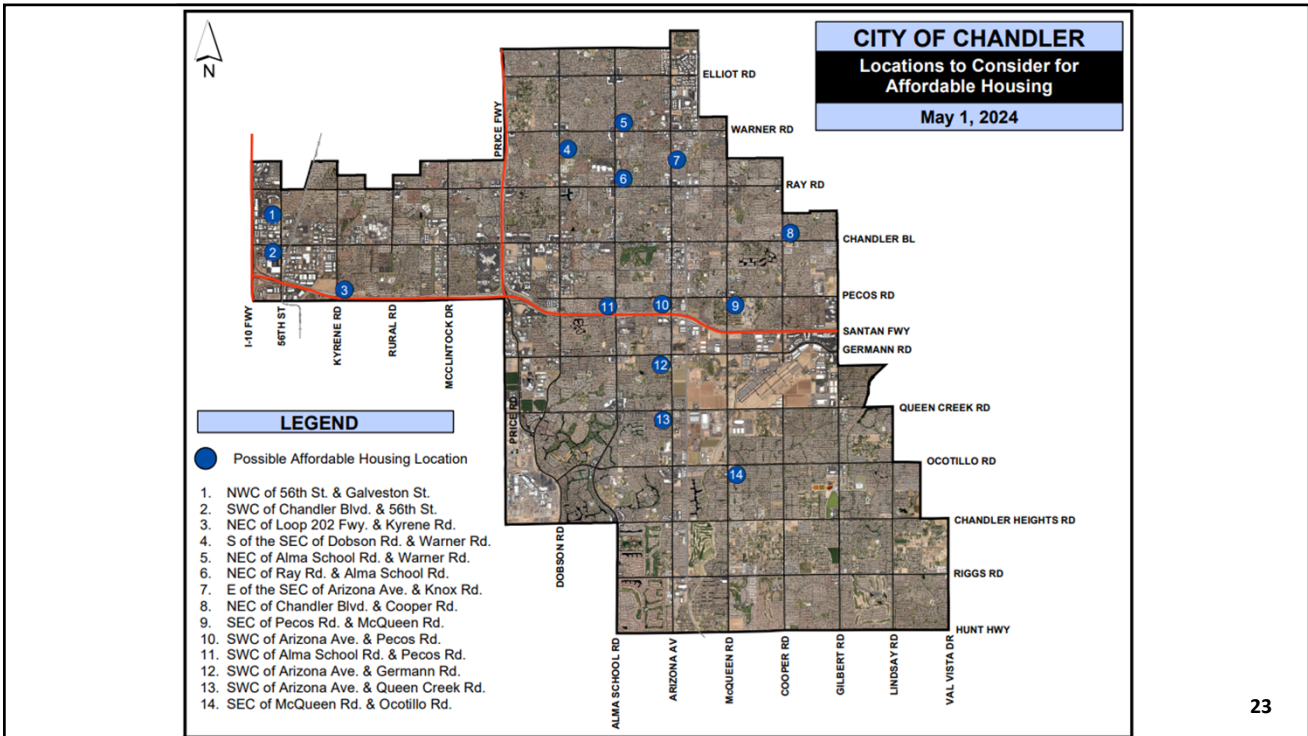 N
CITY OF CHANDLER
Locations to Consider for
Affordable Housing
May 1, 2024
ELLIOT RD
WARNER RD
RAY RD
CHANDLER BL
PECOS RD
SANTAN FWY
GERMANN RD
QUEEN CREEK RD
OCOTILLO RD
CHANDLER HEIGHTS RD
RIGGS RD
HUNT HWY
PRICE FWY
I-10 FWY
56TH ST
KYRENE RD
RURAL RD
MCCLINTOCK DR
PRICE RD
DOBSON RD
ALMA SCHOOL RD
ARIZONA AV
McQUEEN RD
COOPER RD
GILBERT RD
LINDSAY RD
VAL VISTA DR
1
2
3
4
5
6
7
8
9
10
11
12
13
14
LEGEND
Possible Affordable Housing Location
1. NWC of 56th St. & Galveston St.
2. SWC of Chandler Blvd. & 56th St.
3. NEC of Loop 202 Fwy. & Kyrene Rd.
4. S of the SEC of Dobson Rd. & Warner Rd.
5. NEC of Alma School Rd. & Warner Rd.
6. NEC of Ray Rd. & Alma School Rd.
7. E of the SEC of Arizona Ave. & Knox Rd.
8. NEC of Chandler Blvd. & Cooper Rd.
9. SEC of Pecos Rd. & McQueen Rd.
10. SWC of Arizona Ave. & Pecos Rd.
11. SWC of Alma School Rd. & Pecos Rd.
12. SWC of Arizona Ave. & Germann Rd.
13. SWC of Arizona Ave. & Queen Creek Rd.
14. SEC of McQueen Rd. & Ocotillo Rd.
23